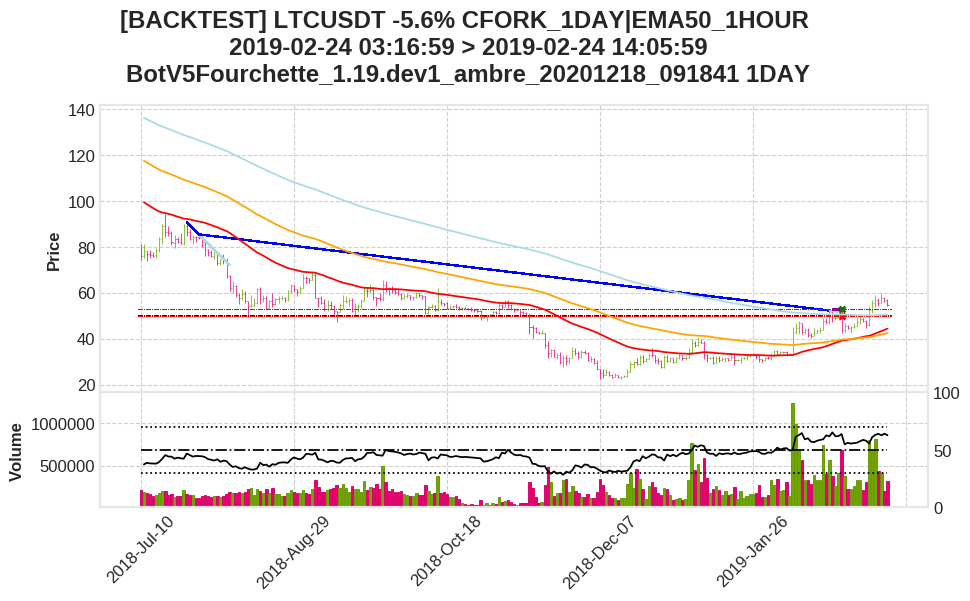 [BACKTEST] LTCUSDT -5.6% CFORK_1DAY|EMA50_1HOUR
2019-02-24 03:16:59 > 2019-02-24 14:05:59
BotV5Fourchette_1.19.dev1_ambre_20201218_091841 1DAY
140
120
100
80
60
40
20
Price
1000000
500000
Volume
100
50
0
2018-Jul-10
2018-Aug-29
2018-Oct-18
2018-Dec-07
2019-Jan-26